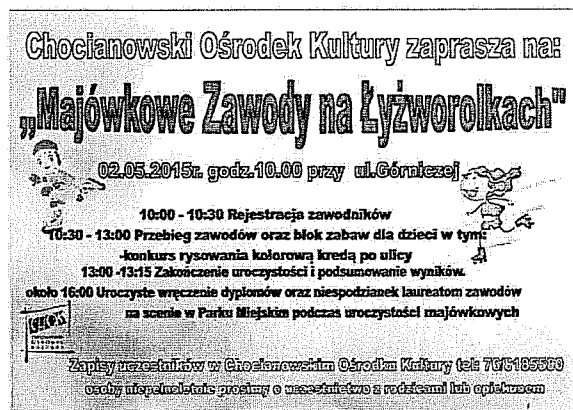 Chocianowski Ośrodek Kultury zaprasza na:
„Majówkowe Zawody na Łyżworolkach"
02.05.2015r. godz.10.00 przy ul.Górniczej
10:00 - 10:30 Rejestracja zawodników
10:30 - 13:00 Przebieg zawodów oraz blok zabaw dla dzieci w tym:
-konkurs rysowania kolorową kredą po ulicy
13:00 -13:15 Zakończenie uroczystości i podsumowanie wyników.
około 16:00 Uroczyste wręczenie dyplomów oraz niespodzianek laureatom zawodów
na scenie w Parku Miejskim podczas uroczystości majówkowych
Zapisy uczestników w Chocianowskim Ośrodku Kultury tel:
osoby niepełnoletnie prosimy o uczestnictwo z rodzicami lub opiekunem